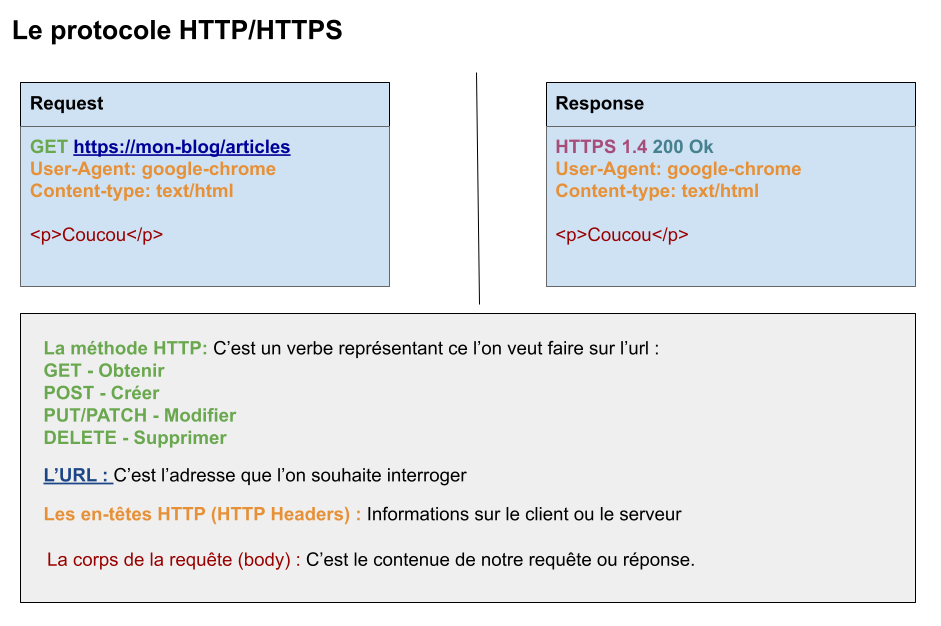 Le protocole HTTP/HTTPS
Request
GET https://mon-blog/articles
User-Agent: google-chrome
Content-type: text/html
<p>Coucou</p>
Response
HTTPS 1.4 200 Ok
User-Agent: google-chrome
Content-type: text/html
<p>Coucou</p>
La méthode HTTP: C’est un verbe représentant ce l’on veut faire sur l’url :
GET - Obtenir
POST - Créer
PUT/PATCH - Modifier
DELETE - Supprimer
L’URL : C’est l’adresse que l’on souhaite interroger
Les en-têtes HTTP (HTTP Headers) : Informations sur le client ou le serveur
La corps de la requête (body) : C’est le contenue de notre requête ou réponse.